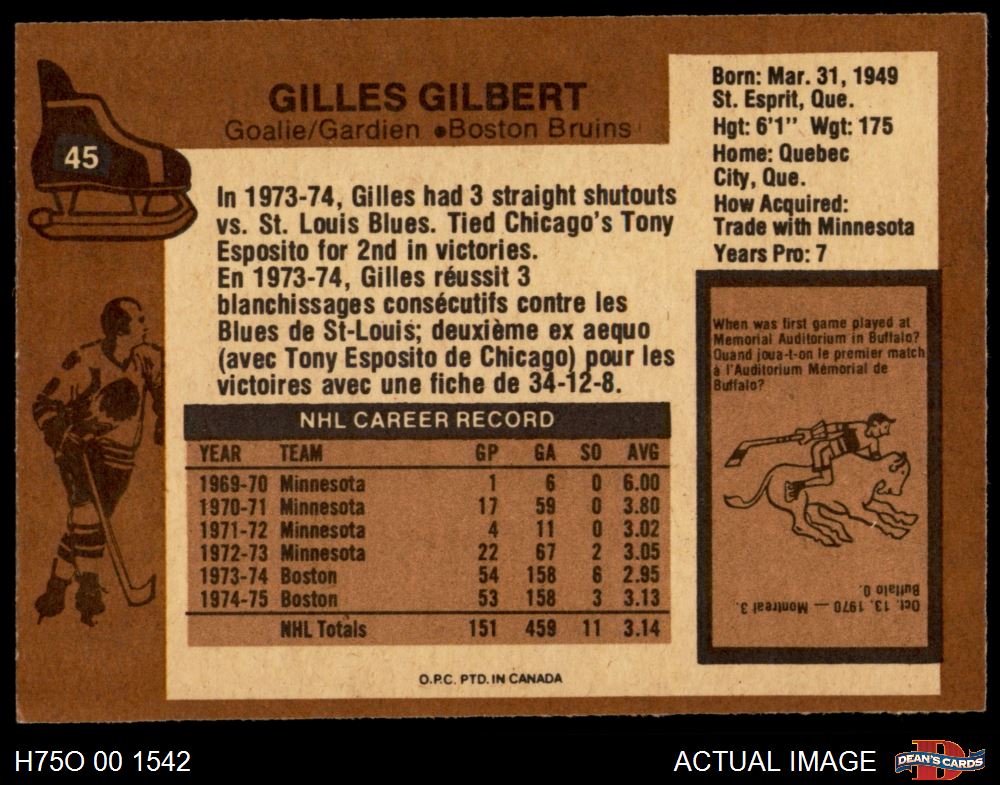 45
GILLES GILBERT
Goalie/Gardien •Boston Bruins
Born: Mar. 31, 1949
St. Esprit, Que.
Hgt: 6'1" Wgt: 175
Home: Quebec
City, Que.
How Acquired:
Trade with Minnesota
Years Pro: 7
In 1973-74, Gilles had 3 straight shutouts
vs. St. Louis Blues. Tied Chicago's Tony
Esposito for 2nd in victories.
En 1973-74, Gilles réussit 3
blanchissages consécutifs contre les
Blues de St-Louis; deuxième ex aequo
(avec Tony Esposito de Chicago) pour les
victoires avec une fiche de 34-12-8.
NHL CAREER RECORD
YEAR TEAM GP GA SO AVG
1969-70 Minnesota 1 6 0 6.00
1970-71 Minnesota 17 59 0 3.80
1971-72 Minnesota 4 11 0 3.02
1972-73 Minnesota 22 67 2 3.05
1973-74 Boston 54 158 6 2.95
1974-75 Boston 53 158 3 3.13
NHL Totals 151 459 11 3.14
O.P.C. PTD. IN CANADA
When was first game played at
Memorial Auditorium in Buffalo?
Quand joua-t-on le premier match
à l'Auditorium Mémorial de
Buffalo?
Oct. 13, 1970 — Montreal 3,
Buffalo 0.
H75O 00 1542
ACTUAL IMAGE
D
DEAN'S CARDS